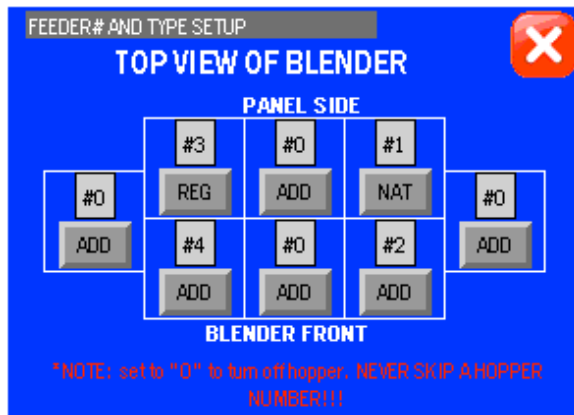 FEEDER# AND TYPE SETUP
TOP VIEW OF BLENDER
PANEL SIDE
#3 #0 #1
REG ADD NAT
#0 #0
ADD ADD
#4 #0 #2
ADD ADD ADD
BLENDER FRONT
*NOTE: set to "0" to turn off hopper. NEVER SKIP A HOPPER
NUMBER!!!